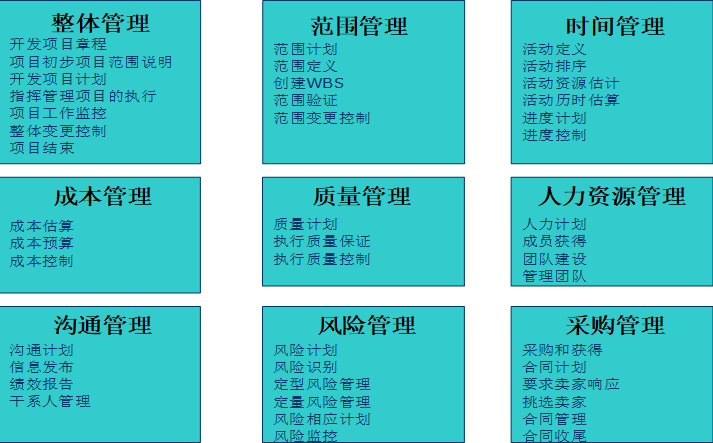 整体管理
开发项目章程
项目初步项目范围说明
开发项目计划
指挥管理项目的执行
项目工作监控
整体变更控制
项目结束
范围管理
范围计划
范围定义
创建WBS
范围验证
范围变更控制
时间管理
活动定义
活动排序
活动资源估计
活动历时估算
进度计划
进度控制
成本管理
成本估算
成本预算
成本控制
质量管理
质量计划
执行质量保证
执行质量控制
人力资源管理
人力计划
成员获得
团队建设
管理团队
沟通管理
沟通计划
信息发布
绩效报告
干系人管理
风险管理
风险计划
风险识别
定型风险管理
定量风险管理
风险相应计划
风险监控
采购管理
采购和获得
合同计划
要求卖家响应
挑选卖家
合同管理
合同收尾